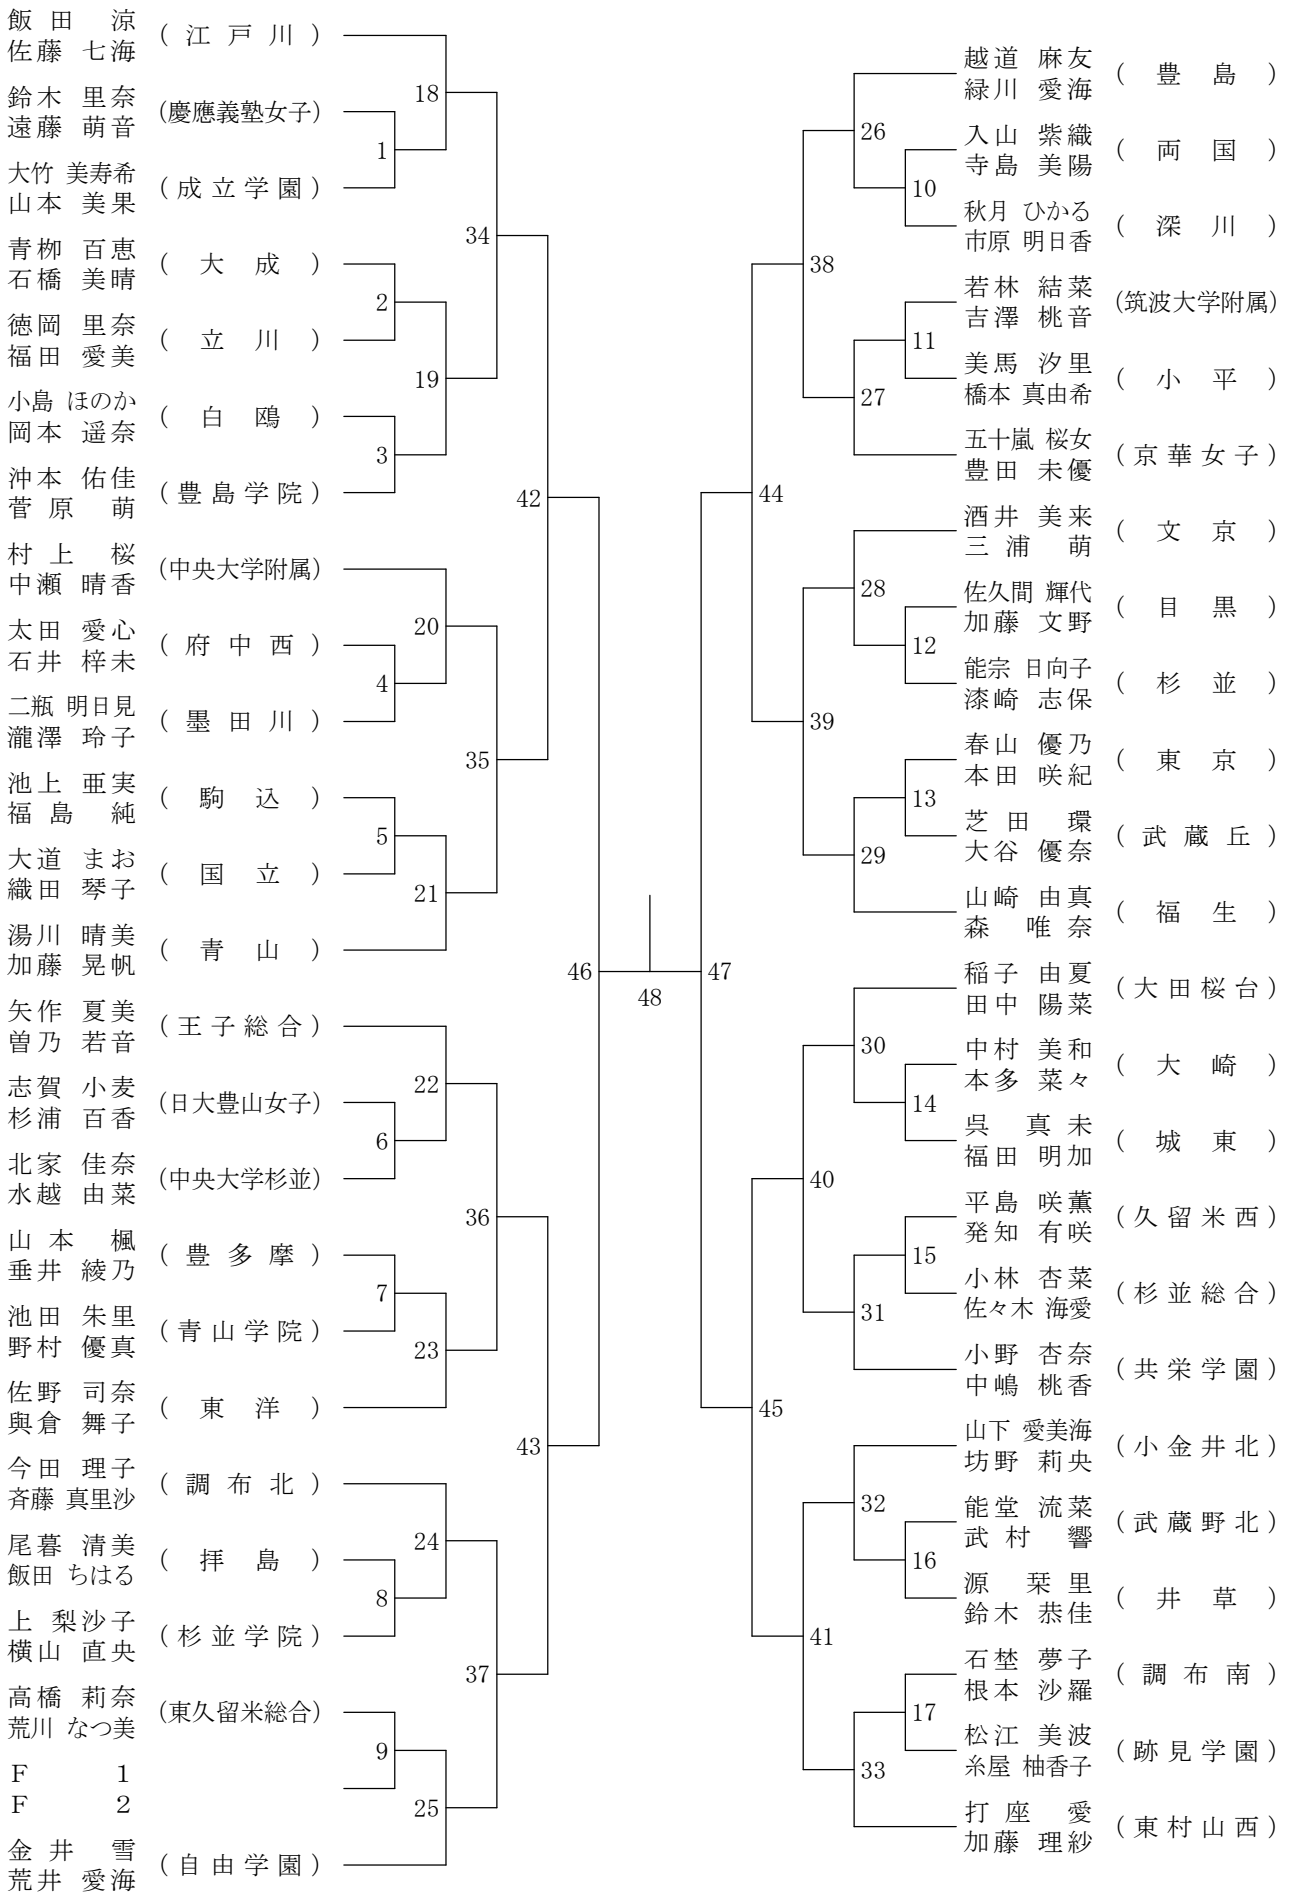 飯田 涼
佐藤 七海
(江戸川)
鈴木 里奈
遠藤 萌音
(慶應義塾女子)
大竹 美寿希
山本 美果
(成立学園)
青栁 百恵
石橋 美晴
(大成)
徳岡 里奈
福田 愛美
(立川)
小島 ほのか
岡本 遥奈
(白鴎)
沖本 佑佳
菅原 萌
(豊島学院)
村上 桜
中瀬 晴香
(中央大学附属)
太田 愛心
石井 梓未
(府中西)
二瓶 明日見
瀧澤 玲子
(墨田川)
池上 亜実
福島 純
(駒込)
大道 まお
織田 琴子
(国立)
湯川 晴美
加藤 晃帆
(青山)
矢作 夏美
曽乃 若音
(王子総合)
志賀 小麦
杉浦 百香
(日大豊山女子)
北家 佳奈
水越 由菜
(中央大学杉並)
山本 楓
垂井 綾乃
(豊多摩)
池田 朱里
野村 優真
(青山学院)
佐野 司奈
與倉 舞子
(東洋)
今田 理子
斉藤 真里沙
(調布北)
尾暮 清美
飯田 ちはる
(拝島)
上 梨沙子
横山 直央
(杉並学院)
高橋 莉奈
荒川 なつ美
(東久留米総合)
F 1
F 2
金井 雪
荒井 愛海
(自由学園)
1
2
3
4
5
6
7
8
9
18
19
20
21
22
23
24
25
34
35
36
37
42
43
46
48
47
44
45
38
39
40
41
26
27
28
29
30
31
32
33
10
11
12
13
14
15
16
17
越道 麻友
緑川 愛海
(豊島)
入山 紫織
寺島 美陽
(両国)
秋月 ひかる
市原 明日香
(深川)
若林 結菜
吉澤 桃音
(筑波大学附属)
美馬 汐里
橋本 真由希
(小平)
五十嵐 桜女
豊田 未優
(京華女子)
酒井 美来
三浦 萌
(文京)
佐久間 輝代
加藤 文野
(目黒)
能宗 日向子
漆崎 志保
(杉並)
春山 優乃
本田 咲紀
(東京)
芝田 環
大谷 優奈
(武蔵丘)
山崎 由真
森 唯奈
(福生)
稲子 由夏
田中 陽菜
(大田桜台)
中村 美和
本多 菜々
(大崎)
呉 真未
福田 明加
(城東)
平島 咲薫
発知 有咲
(久留米西)
小林 杏菜
佐々木 海愛
(杉並総合)
小野 杏奈
中嶋 桃香
(共栄学園)
山下 愛美海
坊野 莉央
(小金井北)
能堂 流菜
武村 響
(武蔵野北)
源 栞里
鈴木 恭佳
(井草)
石埜 夢子
根本 沙羅
(調布南)
松江 美波
糸屋 柚香子
(跡見学園)
打座 愛
加藤 理紗
(東村山西)